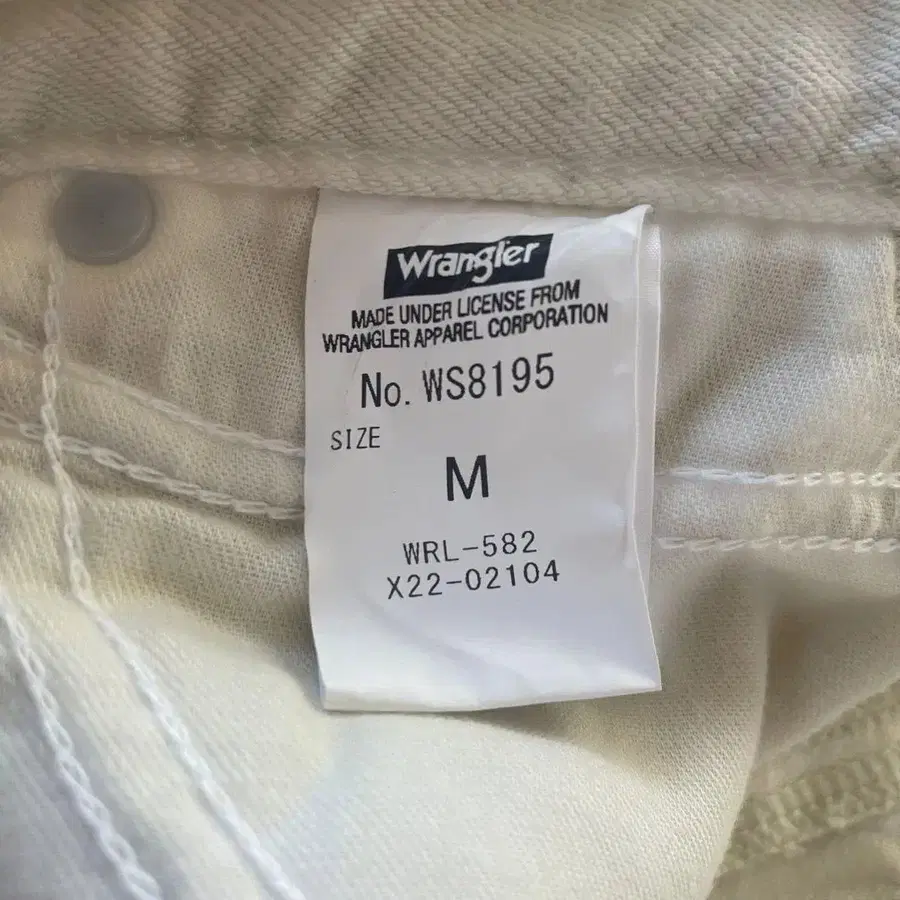 Wrangler
MADE UNDER LICENSE FROM
WRANGLER APPAREL CORPORATION
No. WS8195
SIZE
M
WRL-582
X22-02104